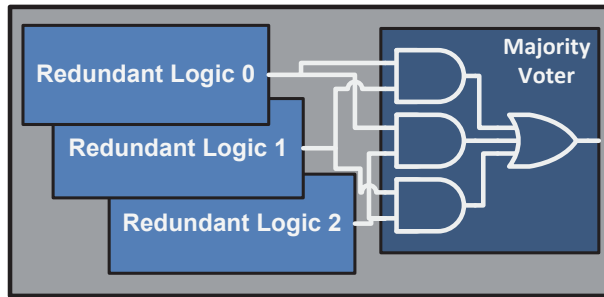 Redundant Logic 0
Redundant Logic 1
Redundant Logic 2
Majority
Voter